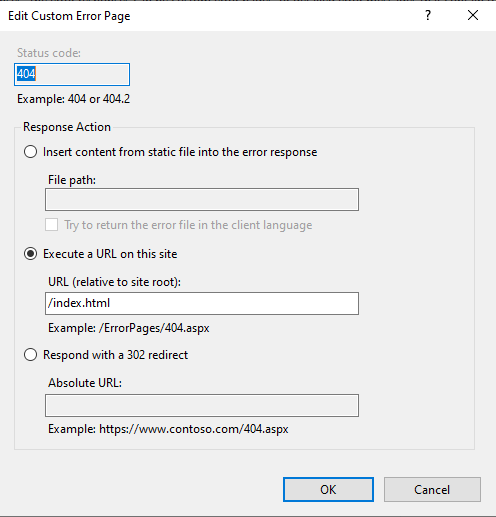 Edit Custom Error Page
?
Status code:
404
Example: 404 or 404.2
Response Action
Insert content from static file into the error response
File path:
Try to return the error file in the client language
Execute a URL on this site
URL (relative to site root):
/index.html
Example: /ErrorPages/404.aspx
Respond with a 302 redirect
Absolute URL:
Example: https://www.contoso.com/404.aspx
OK
Cancel